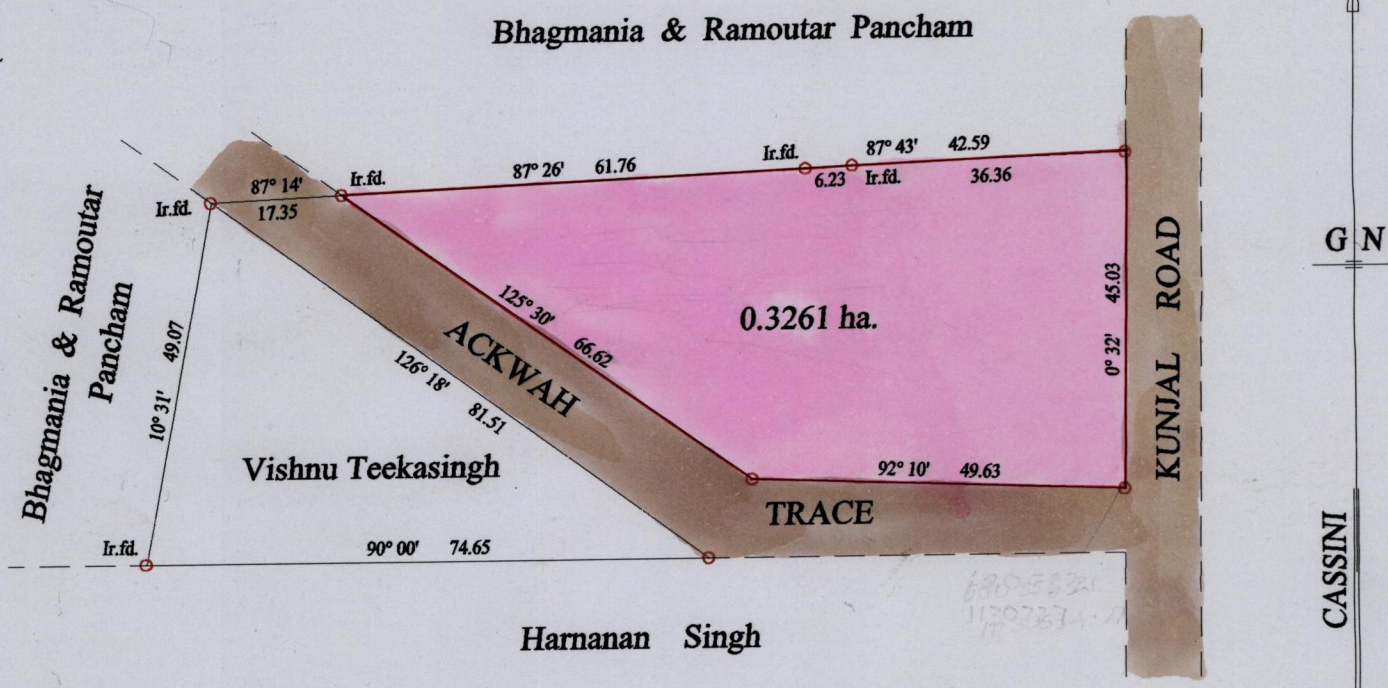 Bhagmania & Ramoutar Pancham
87° 14'
17.35
Ir.fd.
Ir.fd.
87° 26' 61.76
Ir.fd.
6.23
Ir.fd.
87° 43' 42.59
36.36
G N
Bhagmania & Ramoutar
Pancham
10° 31' 49.07
125° 30' 66.62
ACKWAH
126° 18' 81.51
0.3261 ha.
0° 32' 45.03
KUNJAL ROAD
Vishnu Teekasingh
92° 10' 49.63
TRACE
Ir.fd.
90° 00' 74.65
CASSINI
Harnanan Singh